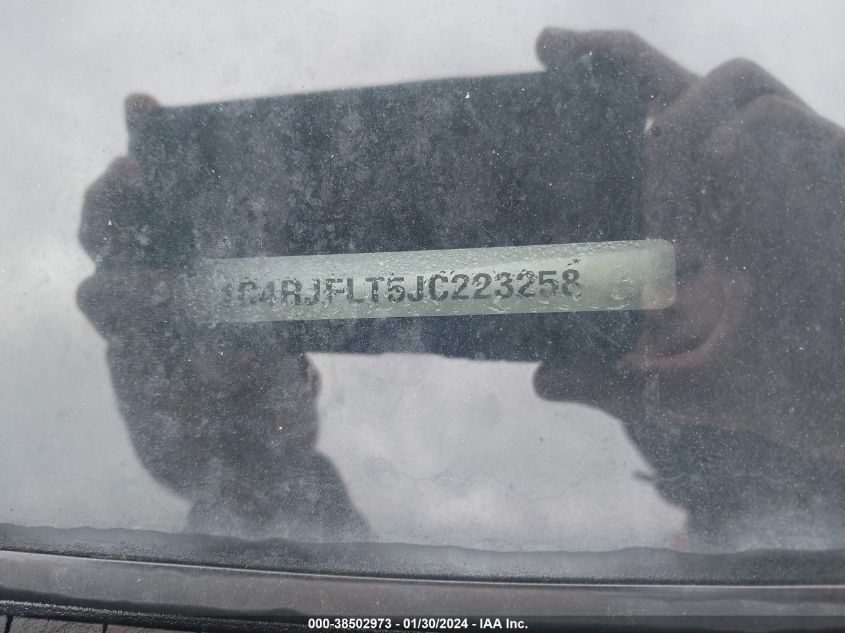 1C4RJFLT5JC223258*
000-38502973 - 01/30/2024 - IAA Inc.